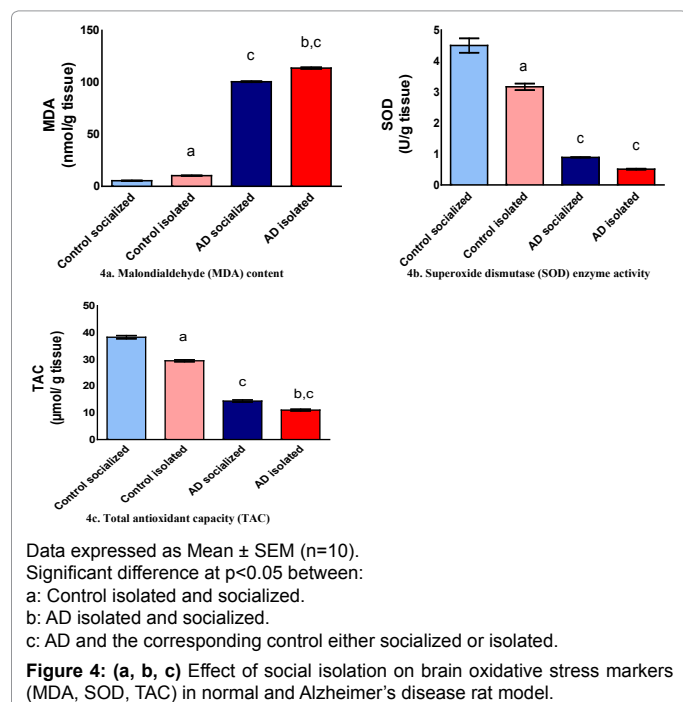 150
100
50
0
MDA
(nmol/g tissue)
a
c
b,c
Control socialized
Control isolated
AD socialized
AD isolated
4a. Malondialdehyde (MDA) content
5
4
3
2
1
0
SOD
(U/g tissue)
a
c
c
Control socialized
Control isolated
AD socialized
AD isolated
4b. Superoxide dismutase (SOD) enzyme activity
50
40
30
20
10
0
TAC
(µmol/ g tissue)
a
c
b,c
Control socialized
Control isolated
AD socialized
AD isolated
4c. Total antioxidant capacity (TAC)
Data expressed as Mean ± SEM (n=10).
Significant difference at p<0.05 between:
a: Control isolated and socialized.
b: AD isolated and socialized.
c: AD and the corresponding control either socialized or isolated.
Figure 4: (a, b, c) Effect of social isolation on brain oxidative stress markers
(MDA, SOD, TAC) in normal and Alzheimer's disease rat model.